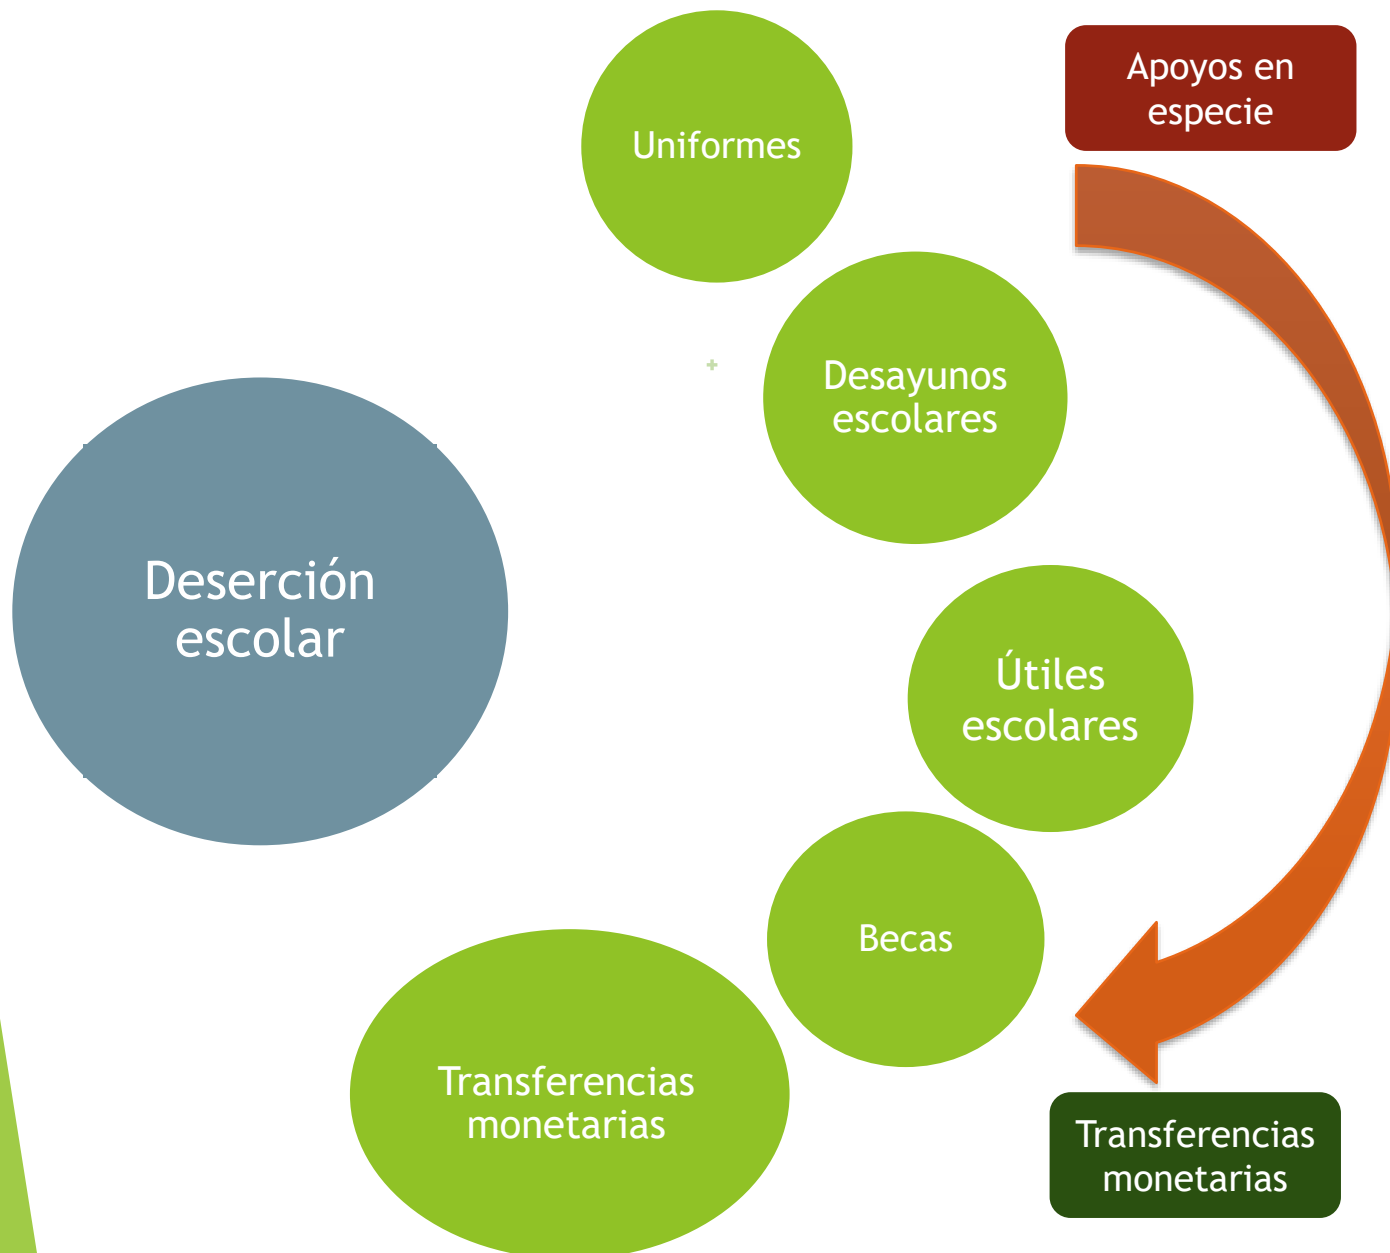 Apoyos en
especie
Uniformes
Desayunos
escolares
Deserción
escolar
Útiles
escolares
Becas
Transferencias
monetarias
Transferencias
monetarias